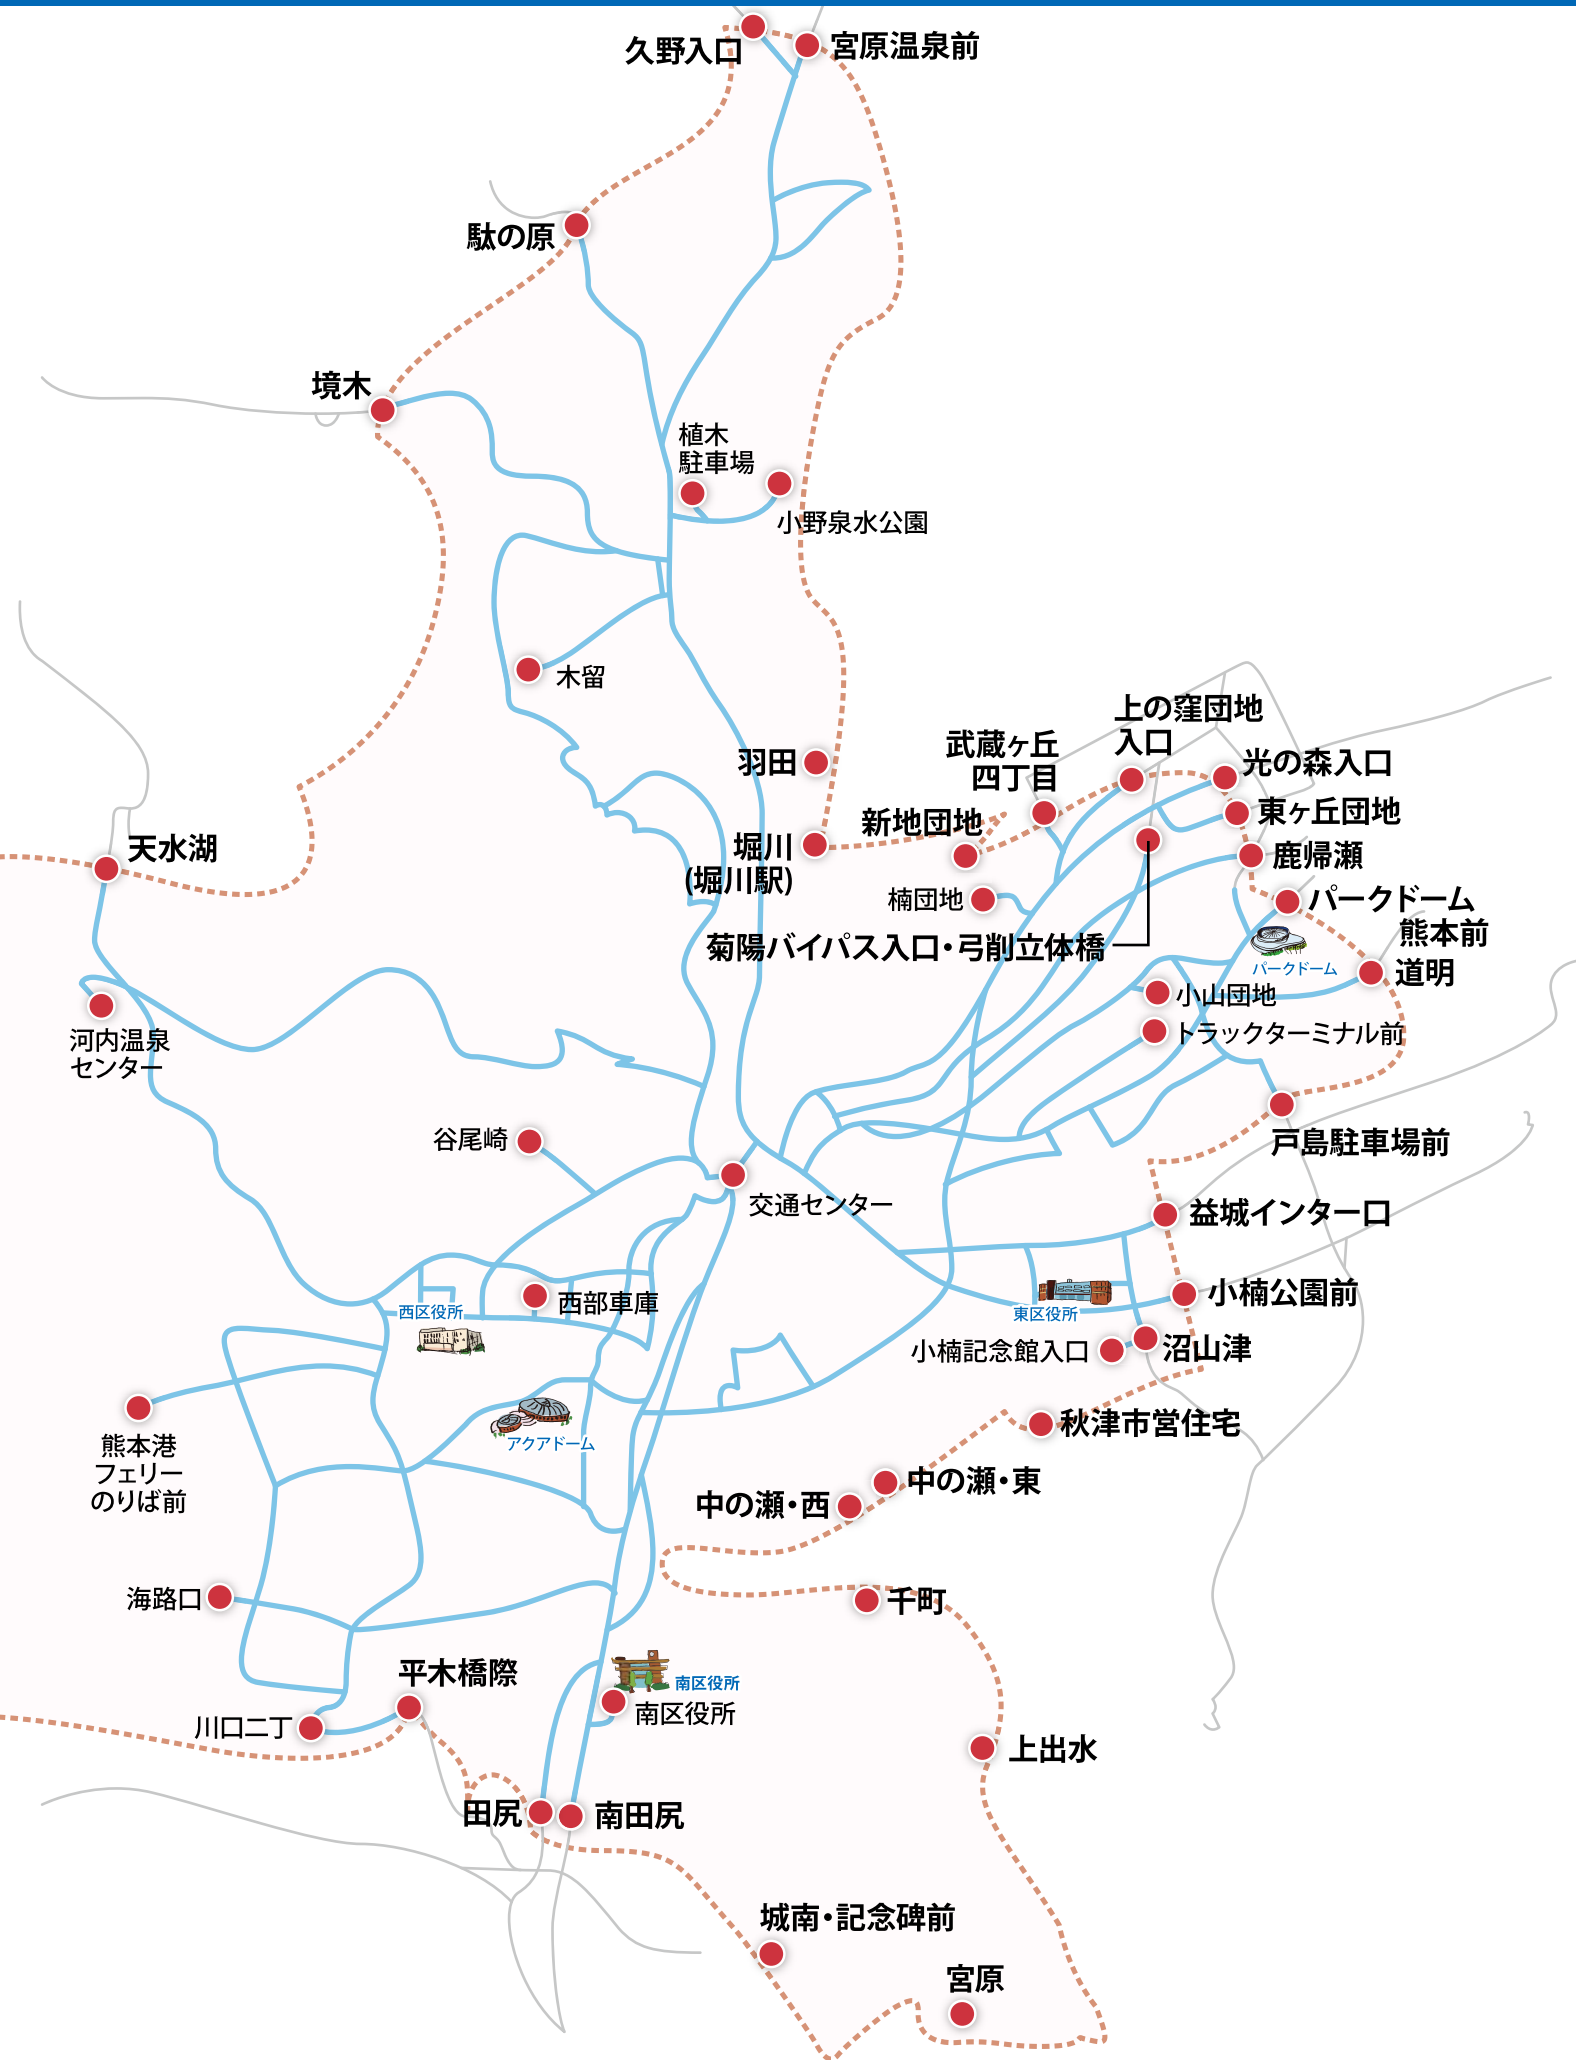 久野入口
宮原温泉前
駄の原
境木
植木
駐車場
小野泉水公園
木留
羽田
上の窪団地
入口
武蔵ヶ丘
四丁目
光の森入口
新地団地
東ヶ丘団地
堀川
(堀川駅)
天水湖
鹿帰瀬
楠団地
パークドーム
熊本前
菊陽バイパス入口・弓削立体橋
パークドーム
道明
小山団地
トラックターミナル前
河内温泉
センター
谷尾崎
戸島駐車場前
交通センター
益城インター口
西部車庫
西区役所
東区役所
小楠公園前
小楠記念館入口
沼山津
熊本港
フェリー
のりば前
アクアドーム
秋津市営住宅
中の瀬・東
中の瀬・西
海路口
千町
平木橋際
南区役所
南区役所
川口二丁
上出水
田尻
南田尻
城南・記念碑前
宮原